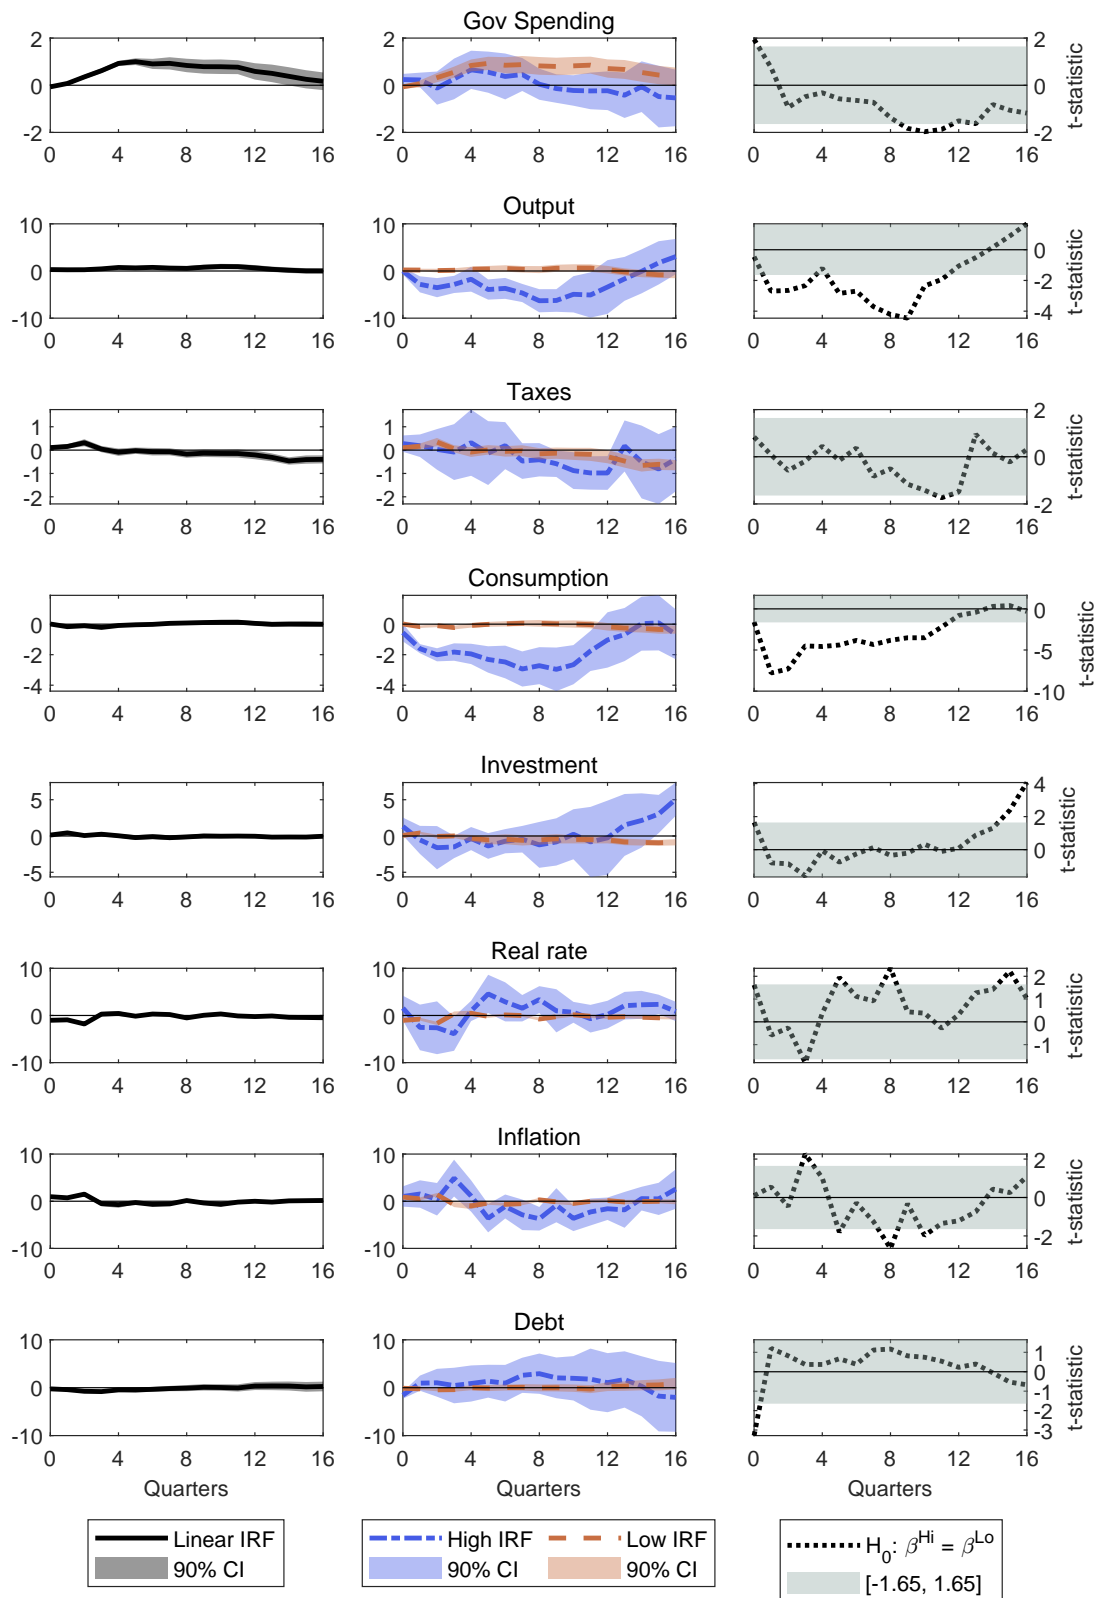 Gov Spending
2
0
-2
0 4 8 12 16
2
0
-2
0 4 8 12 16
2
0
-2
0 4 8 12 16
t-statistic
Output
10
0
-10
0 4 8 12 16
10
0
-10
0 4 8 12 16
0
-2
-4
0 4 8 12 16
t-statistic
Taxes
1
0
-1
-2
0 4 8 12 16
1
0
-1
-2
0 4 8 12 16
2
0
-2
0 4 8 12 16
t-statistic
Consumption
0
-2
-4
0 4 8 12 16
0
-2
-4
0 4 8 12 16
0
-5
-10
0 4 8 12 16
t-statistic
Investment
5
0
-5
0 4 8 12 16
5
0
-5
0 4 8 12 16
4
2
0
0 4 8 12 16
t-statistic
Real rate
10
0
-10
0 4 8 12 16
10
0
-10
0 4 8 12 16
2
1
0
-1
0 4 8 12 16
t-statistic
Inflation
10
0
-10
0 4 8 12 16
10
0
-10
0 4 8 12 16
2
0
-2
0 4 8 12 16
t-statistic
Debt
10
0
-10
0 4 8 12 16
Quarters
10
0
-10
0 4 8 12 16
Quarters
1
0
-1
-2
-3
0 4 8 12 16
Quarters
t-statistic
Linear IRF
90% CI
High IRF Low IRF
90% CI 90% CI
H₀: β^Hi = β^Lo
[-1.65, 1.65]